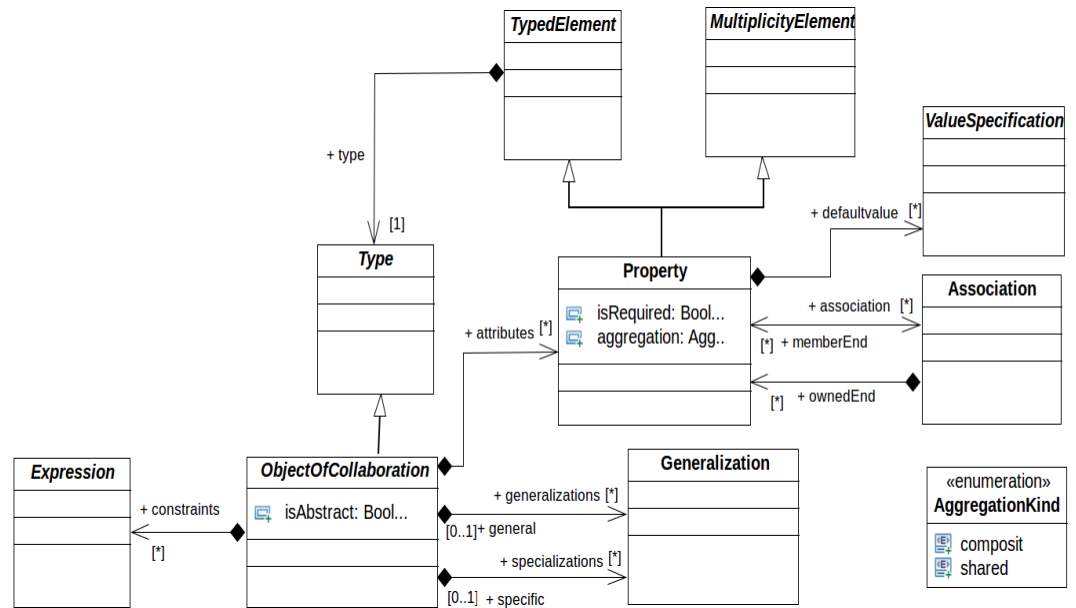 TypedElement
MultiplicityElement
ValueSpecification
+ type
[1]
+ defaultvalue [*]
Type
Property
isRequired: Bool...
aggregation: Agg..
Association
+ association [*]
[*] + memberEnd
+ attributes [*]
[*] + ownedEnd
Expression
ObjectOfCollaboration
isAbstract: Bool...
Generalization
+ generalizations [*]
[0..1] + general
+ constraints
[*]
+ specializations [*]
[0..1] + specific
«enumeration»
AggregationKind
composit
shared